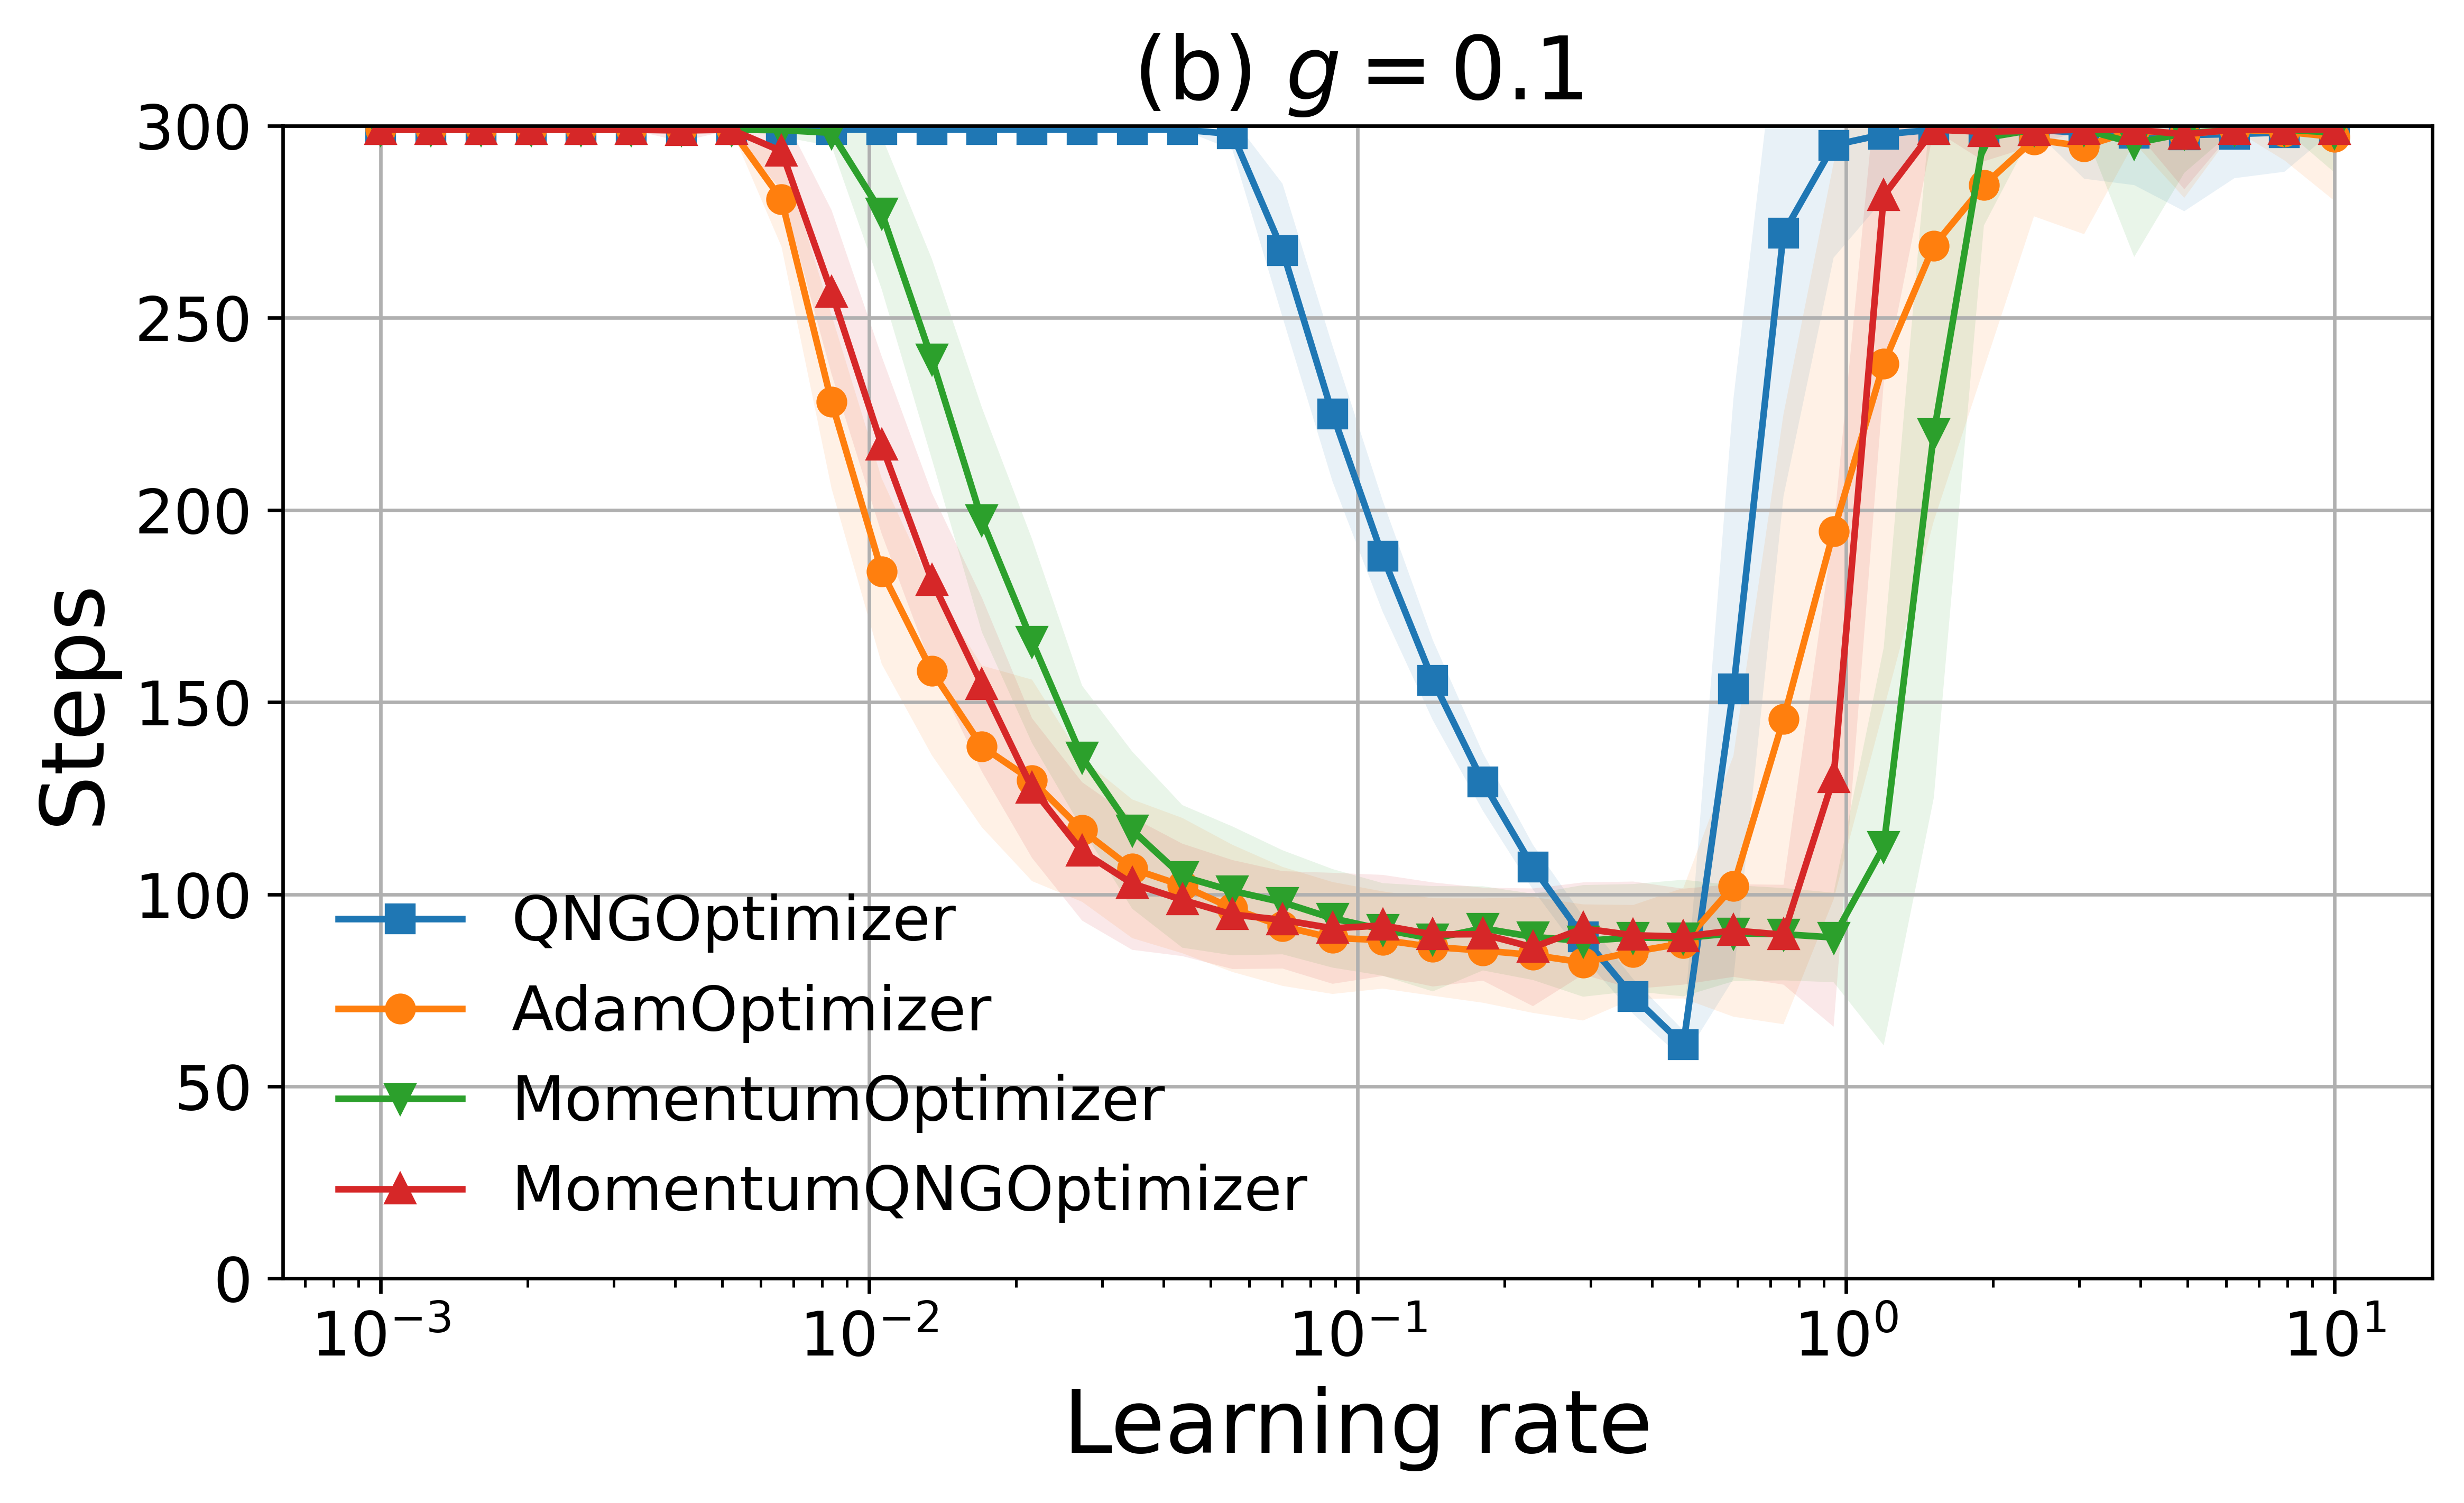 (b) g = 0.1
300
250
200
150
100
50
0
Steps
QNGOptimizer
AdamOptimizer
MomentumOptimizer
MomentumQNGOptimizer
10⁻³ 10⁻² 10⁻¹ 10⁰ 10¹
Learning rate